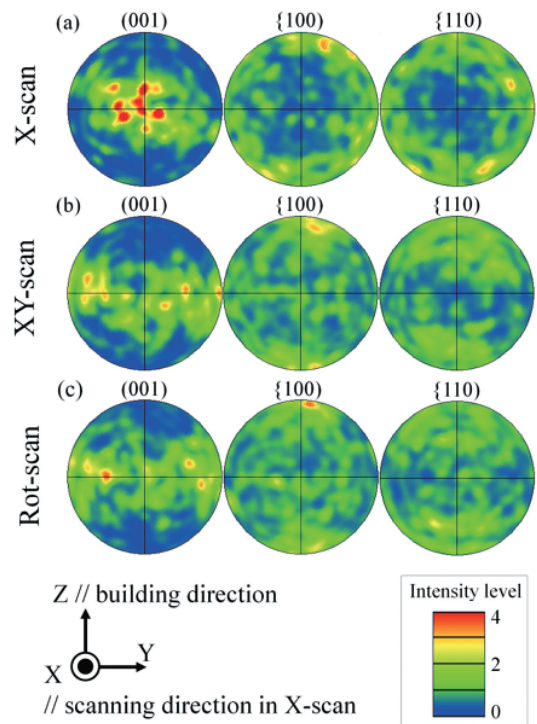 (a) (001) {100} {110}
X-scan
(b) (001) {100} {110}
XY-scan
(c) (001) {100} {110}
Rot-scan
Z // building direction
X Y
// scanning direction in X-scan
Intensity level
4
2
0